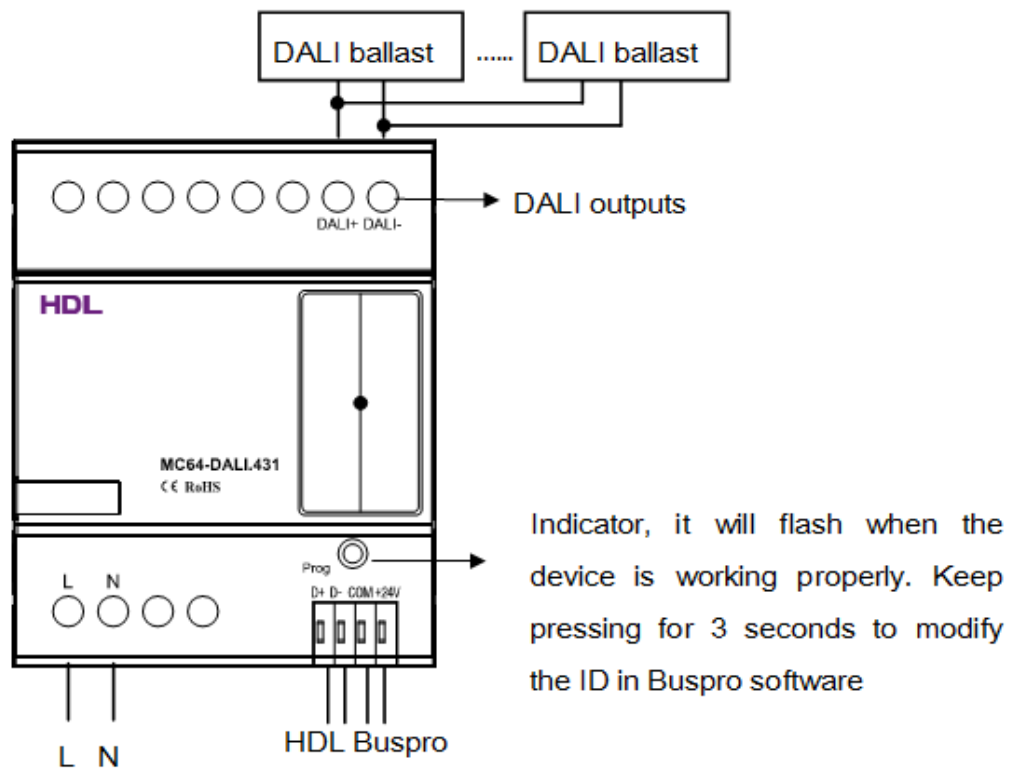 DALI ballast ...... DALI ballast
DALI+ DALI-
DALI outputs
HDL
MC64-DALI.431
CE RoHS
Indicator, it will flash when the
device is working properly. Keep
pressing for 3 seconds to modify
the ID in Buspro software
Prog
L N
D+ D- COM +24V
HDL Buspro
L N